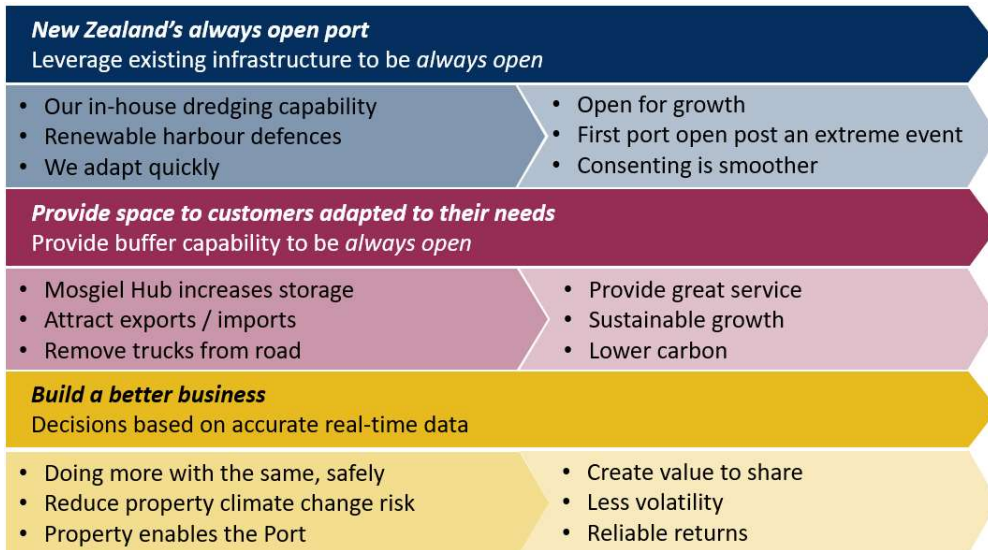 New Zealand's always open port
Leverage existing infrastructure to be always open
• Our in-house dredging capability
• Renewable harbour defences
• We adapt quickly
• Open for growth
• First port open post an extreme event
• Consenting is smoother
Provide space to customers adapted to their needs
Provide buffer capability to be always open
• Mosgiel Hub increases storage
• Attract exports / imports
• Remove trucks from road
• Provide great service
• Sustainable growth
• Lower carbon
Build a better business
Decisions based on accurate real-time data
• Doing more with the same, safely
• Reduce property climate change risk
• Property enables the Port
• Create value to share
• Less volatility
• Reliable returns